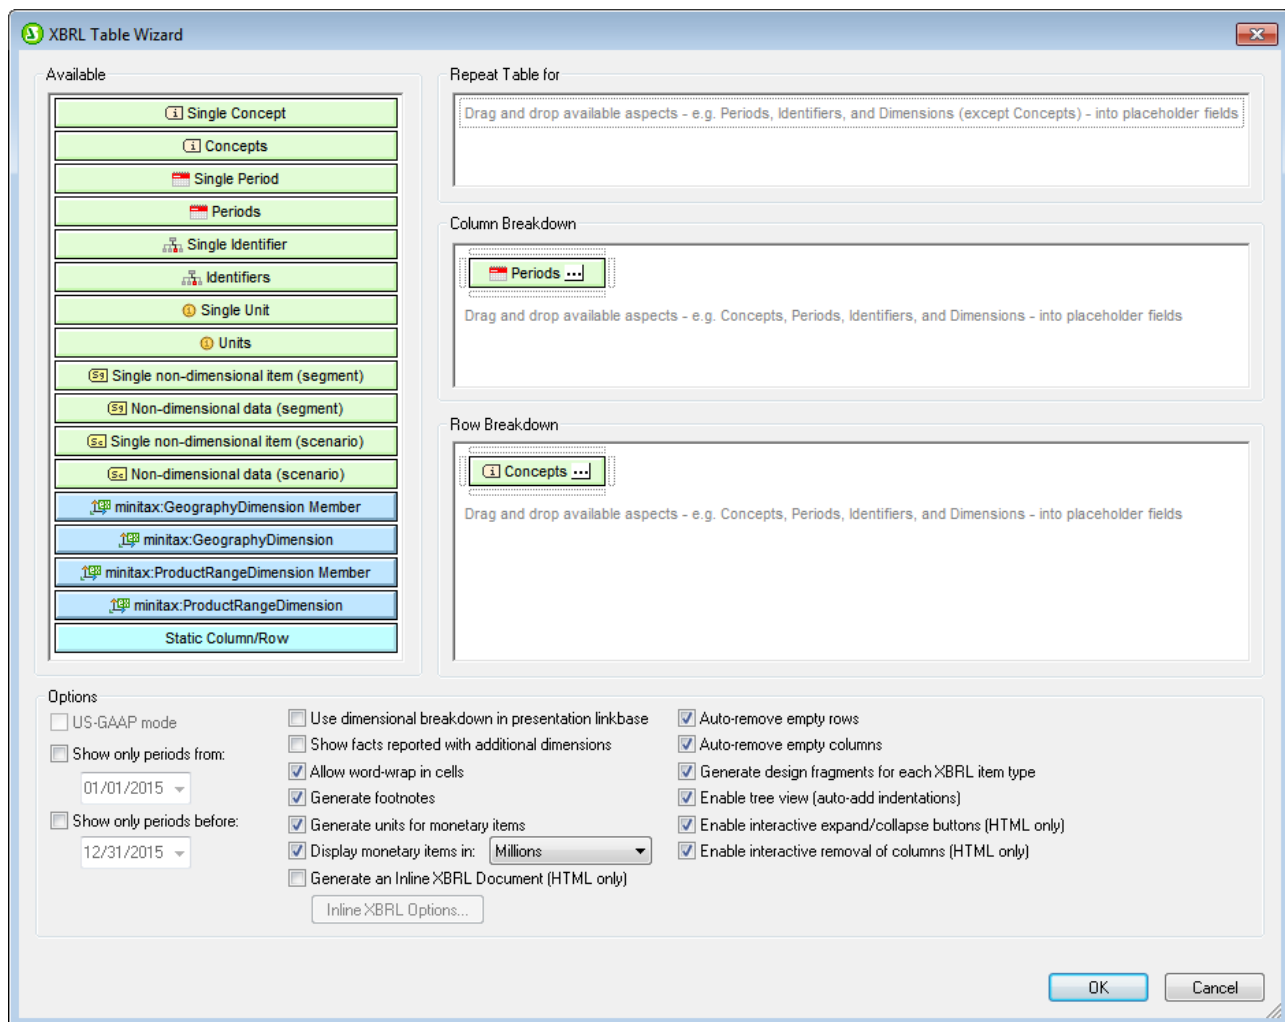 XBRL Table Wizard
Available
Single Concept
Concepts
Single Period
Periods
Single Identifier
Identifiers
Single Unit
Units
Single non-dimensional item (segment)
Non-dimensional data (segment)
Single non-dimensional item (scenario)
Non-dimensional data (scenario)
minitax:GeographyDimension Member
minitax:GeographyDimension
minitax:ProductRangeDimension Member
minitax:ProductRangeDimension
Static Column/Row
Repeat Table for
Drag and drop available aspects - e.g. Periods, Identifiers, and Dimensions (except Concepts) - into placeholder fields
Column Breakdown
Periods ...
Drag and drop available aspects - e.g. Concepts, Periods, Identifiers, and Dimensions - into placeholder fields
Row Breakdown
Concepts ...
Drag and drop available aspects - e.g. Concepts, Periods, Identifiers, and Dimensions - into placeholder fields
Options
US-GAAP mode
Show only periods from:
01/01/2015
Show only periods before:
12/31/2015
Use dimensional breakdown in presentation linkbase
Show facts reported with additional dimensions
Allow word-wrap in cells
Generate footnotes
Generate units for monetary items
Display monetary items in: Millions
Generate an Inline XBRL Document (HTML only)
Inline XBRL Options...
Auto-remove empty rows
Auto-remove empty columns
Generate design fragments for each XBRL item type
Enable tree view (auto-add indentations)
Enable interactive expand/collapse buttons (HTML only)
Enable interactive removal of columns (HTML only)
OK
Cancel